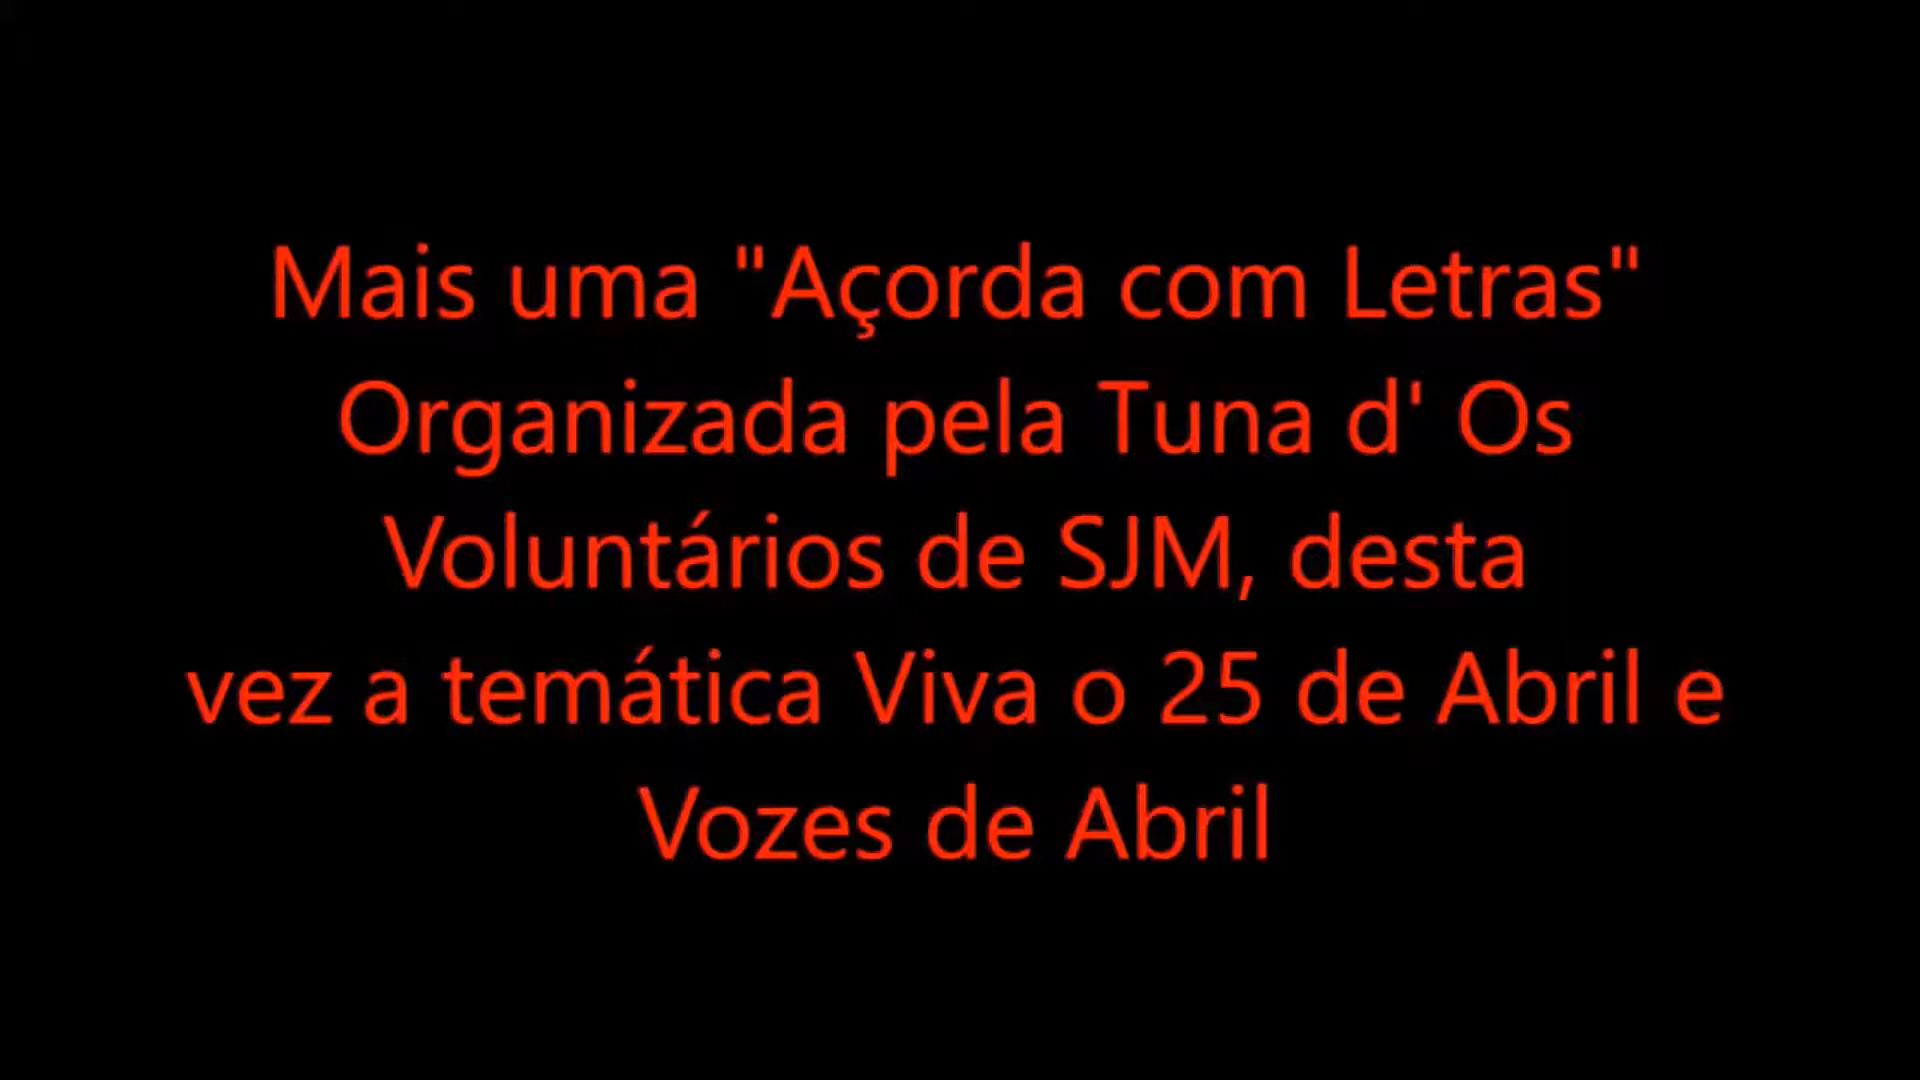 Mais uma "Açorda com Letras"
Organizada pela Tuna d' Os
Voluntários de SJM, desta
vez a temática Viva o 25 de Abril e
Vozes de Abril